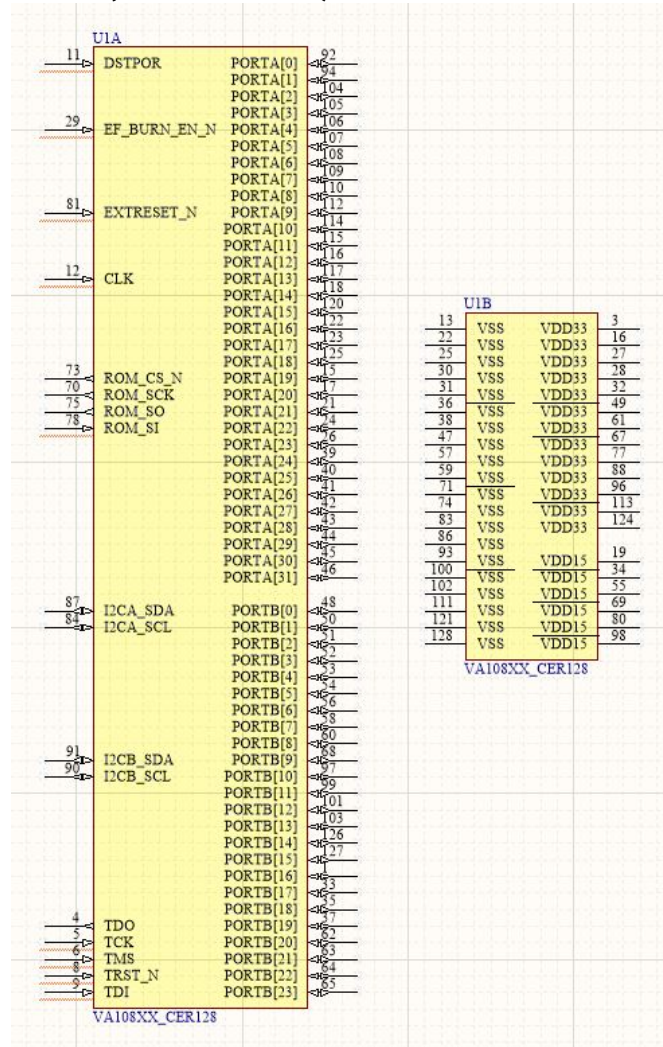 U1A
11 DSTPOR PORTA[0] 92
PORTA[1] 94
PORTA[2] 104
PORTA[3] 105
29 EF_BURN_EN_N PORTA[4] 106
PORTA[5] 107
PORTA[6] 108
PORTA[7] 109
PORTA[8] 110
81 EXTRESET_N PORTA[9] 112
PORTA[10] 114
PORTA[11] 115
PORTA[12] 116
12 CLK PORTA[13] 117
PORTA[14] 118
PORTA[15] 120
PORTA[16] 122
PORTA[17] 123
PORTA[18] 125
73 ROM_CS_N PORTA[19]
70 ROM_SCK PORTA[20]
75 ROM_SO PORTA[21]
78 ROM_SI PORTA[22]
PORTA[23]
PORTA[24] 39
PORTA[25] 40
PORTA[26] 41
PORTA[27] 42
PORTA[28] 43
PORTA[29] 44
PORTA[30] 45
PORTA[31] 46
87 I2CA_SDA PORTB[0] 48
84 I2CA_SCL PORTB[1] 50
PORTB[2] 51
PORTB[3] 52
PORTB[4] 53
PORTB[5] 54
PORTB[6] 56
PORTB[7] 58
PORTB[8] 60
91 I2CB_SDA PORTB[9] 68
90 I2CB_SCL PORTB[10] 97
PORTB[11] 99
PORTB[12] 101
PORTB[13] 103
PORTB[14] 126
PORTB[15] 127
PORTB[16]
PORTB[17] 33
PORTB[18] 35
4 TDO PORTB[19] 37
5 TCK PORTB[20] 62
6 TMS PORTB[21] 63
8 TRST_N PORTB[22] 64
9 TDI PORTB[23] 65
VA108XX_CER128
U1B
13 VSS VDD33 3
22 VSS VDD33 16
25 VSS VDD33 27
30 VSS VDD33 28
31 VSS VDD33 32
36 VSS VDD33 49
38 VSS VDD33 61
47 VSS VDD33 67
57 VSS VDD33 77
59 VSS VDD33 88
71 VSS VDD33 96
74 VSS VDD33 113
83 VSS VDD33 124
86 VSS
93 VSS VDD15 19
100 VSS VDD15 34
102 VSS VDD15 55
111 VSS VDD15 69
121 VSS VDD15 80
128 VSS VDD15 98
VA108XX_CER128